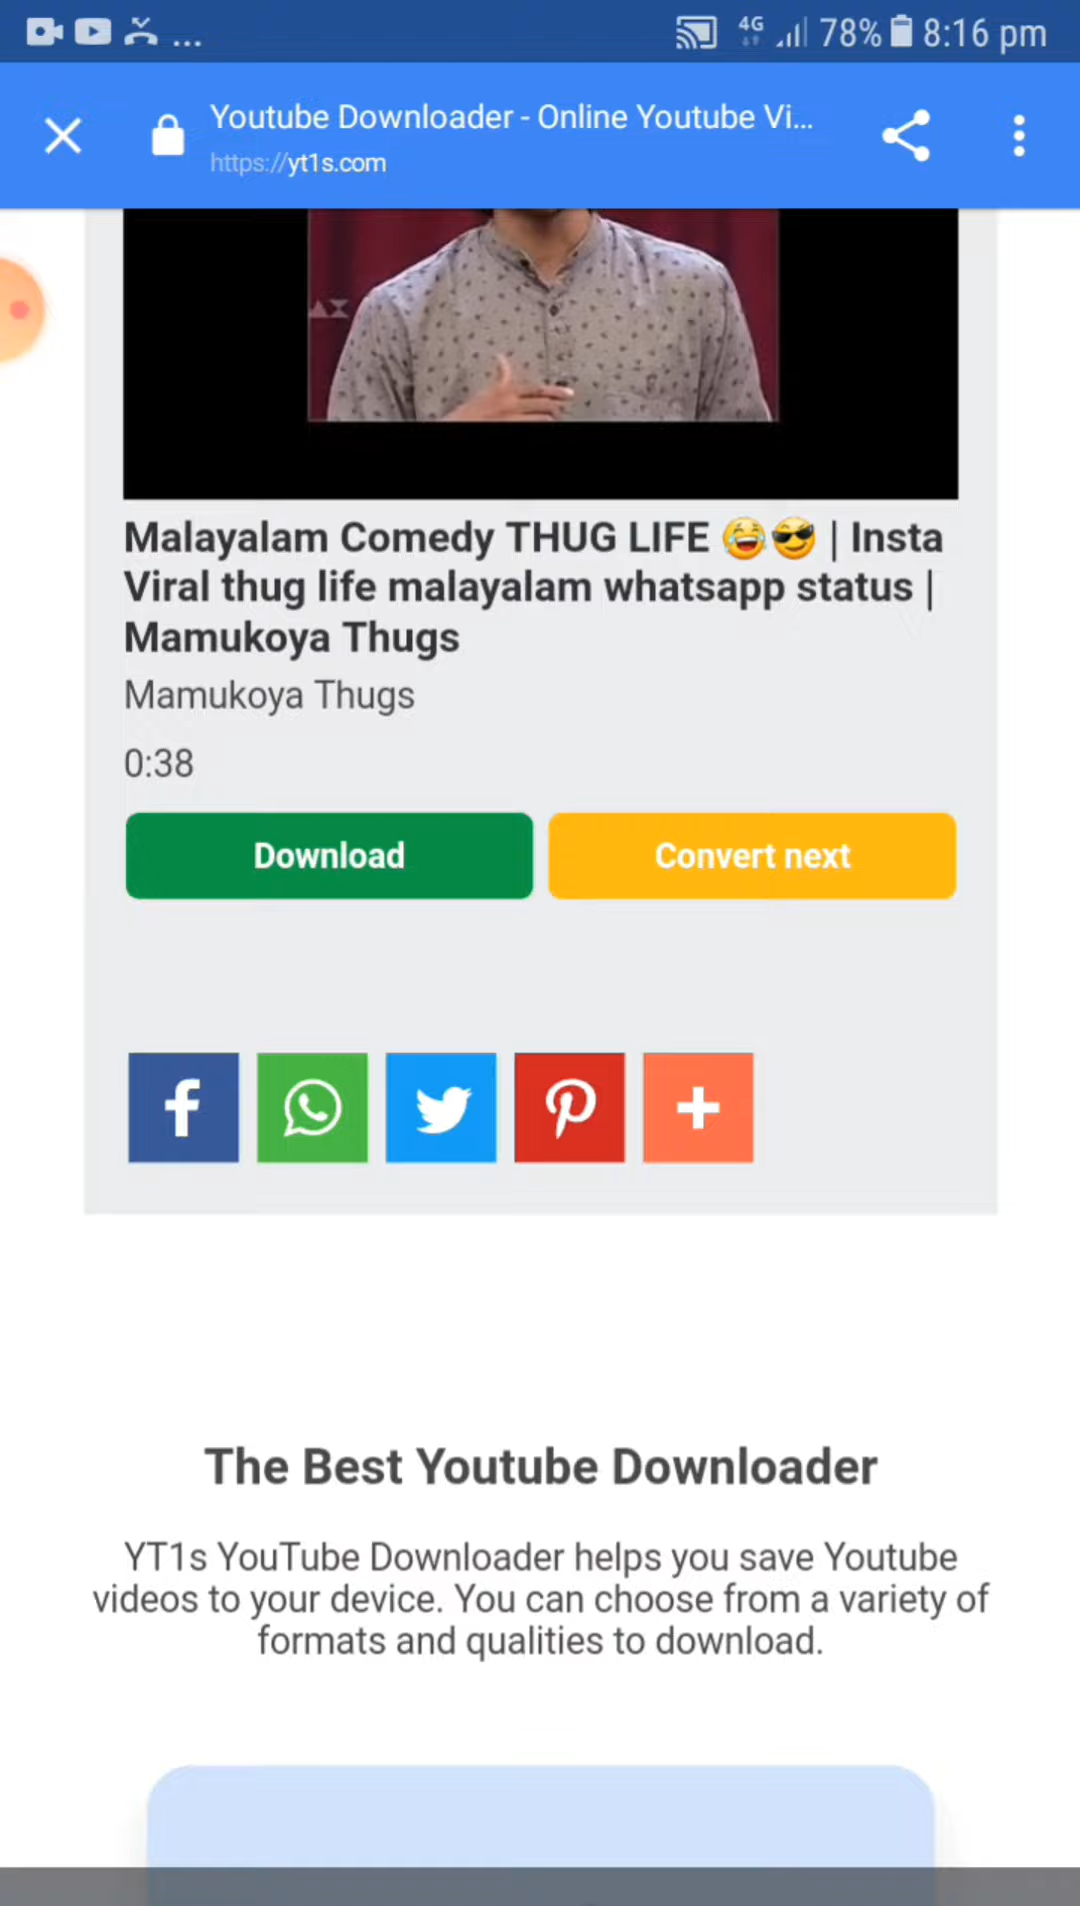 4G 78% 8:16 pm
Youtube Downloader - Online Youtube Vi...
https://yt1s.com
Malayalam Comedy THUG LIFE 😂😎 | Insta
Viral thug life malayalam whatsapp status |
Mamukoya Thugs
Mamukoya Thugs
0:38
Download Convert next
The Best Youtube Downloader
YT1s YouTube Downloader helps you save Youtube
videos to your device. You can choose from a variety of
formats and qualities to download.